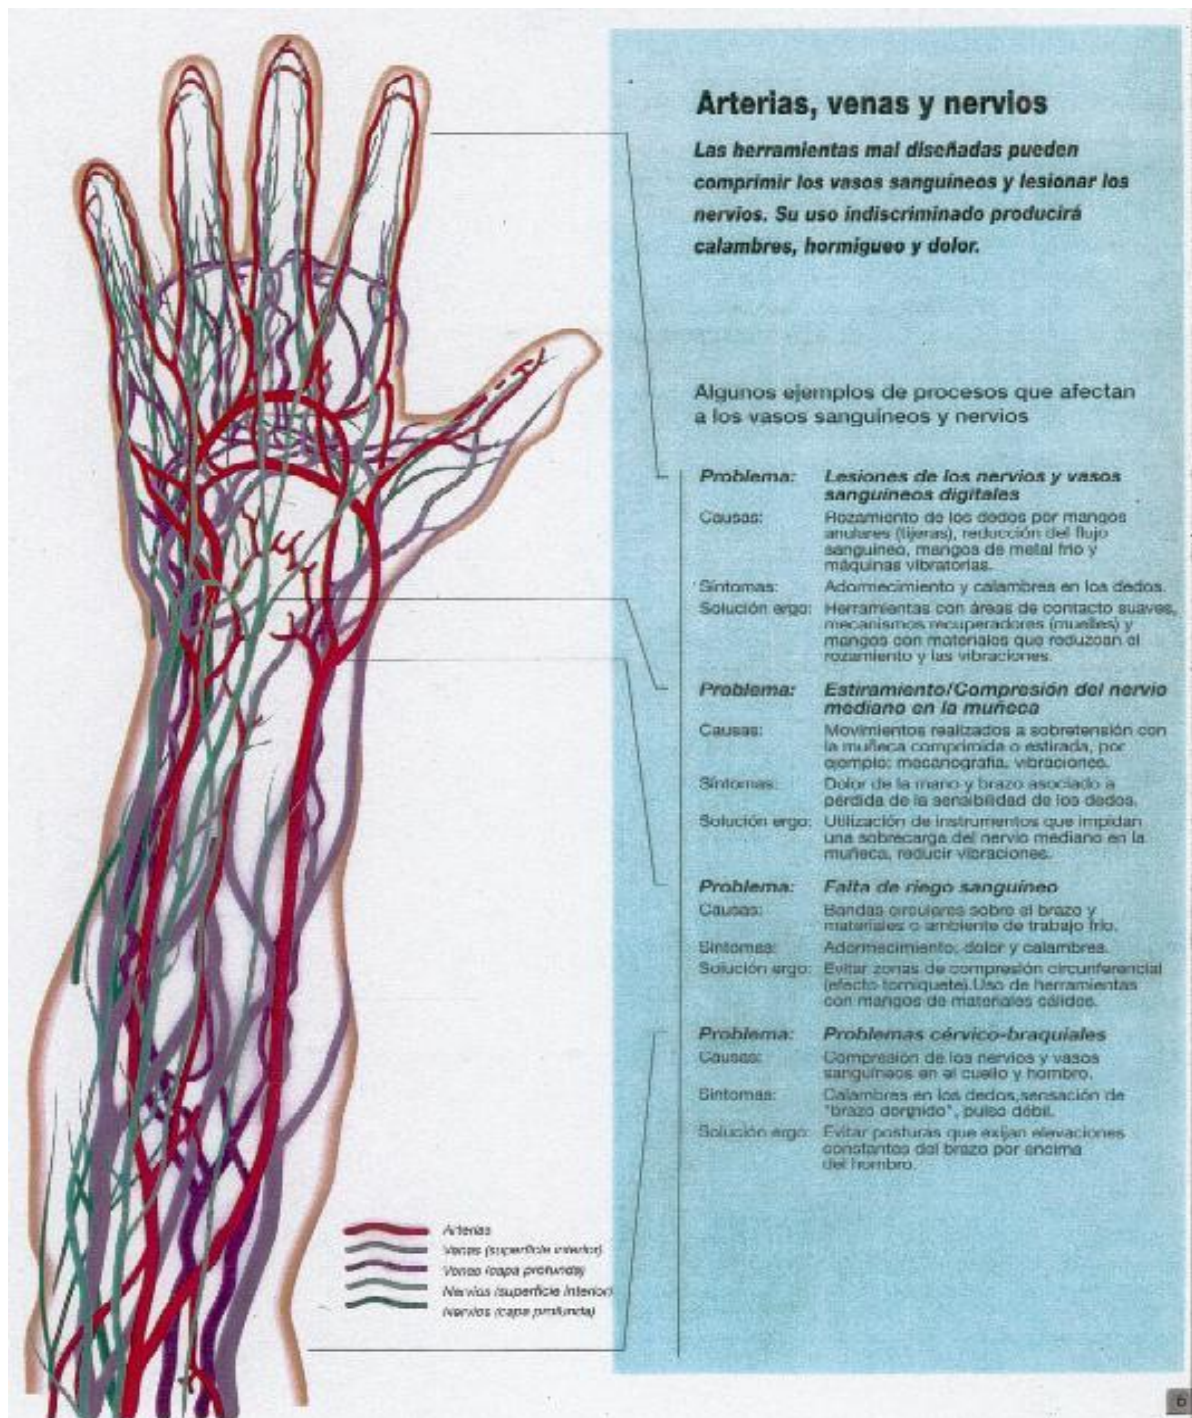 Arterias, venas y nervios
Las herramientas mal diseñadas pueden
comprimir los vasos sanguíneos y lesionar los
nervios. Su uso indiscriminado producirá
calambres, hormigueo y dolor.
Algunos ejemplos de procesos que afectan
a los vasos sanguíneos y nervios
Problema: Lesiones de los nervios y vasos
sanguíneos digitales
Causas: Rozamiento de los dedos por mangos
anulares (tijeras), reducción del flujo
sanguíneo, mangos de metal frío y
máquinas vibratorias.
Síntomas: Adormecimiento y calambres en los dedos.
Solución ergo: Herramientas con áreas de contacto suaves,
mecanismos recuperadores (muelles) y
mangos con materiales que reduzcan el
rozamiento y las vibraciones.
Problema: Estiramiento/Compresión del nervio
mediano en la muñeca
Causas: Movimientos realizados a sobretensión con
la muñeca comprimida o estirada, por
ejemplo: mecanografía, vibraciones.
Síntomas: Dolor de la mano y brazo asociado a
pérdida de la sensibilidad de los dedos.
Solución ergo: Utilización de instrumentos que impidan
una sobrecarga del nervio mediano en la
muñeca, reducir vibraciones.
Problema: Falta de riego sanguíneo
Causas: Bandas circulares sobre el brazo y
materiales o ambiente de trabajo frío.
Síntomas: Adormecimiento, dolor y calambres.
Solución ergo: Evitar zonas de compresión circunferencial
(efecto torniquete).Uso de herramientas
con mangos de materiales cálidos.
Problema: Problemas cérvico-braquiales
Causas: Compresión de los nervios y vasos
sanguíneos en el cuello y hombro.
Síntomas: Calambres en los dedos,sensación de
"brazo dormido", pulso débil.
Solución ergo: Evitar posturas que exijan elevaciones
constantes del brazo por encima
del hombro.
Arterias
Venas (superficie interior)
Venas (capa profunda)
Nervios (superficie interior)
Nervios (capa profunda)
6